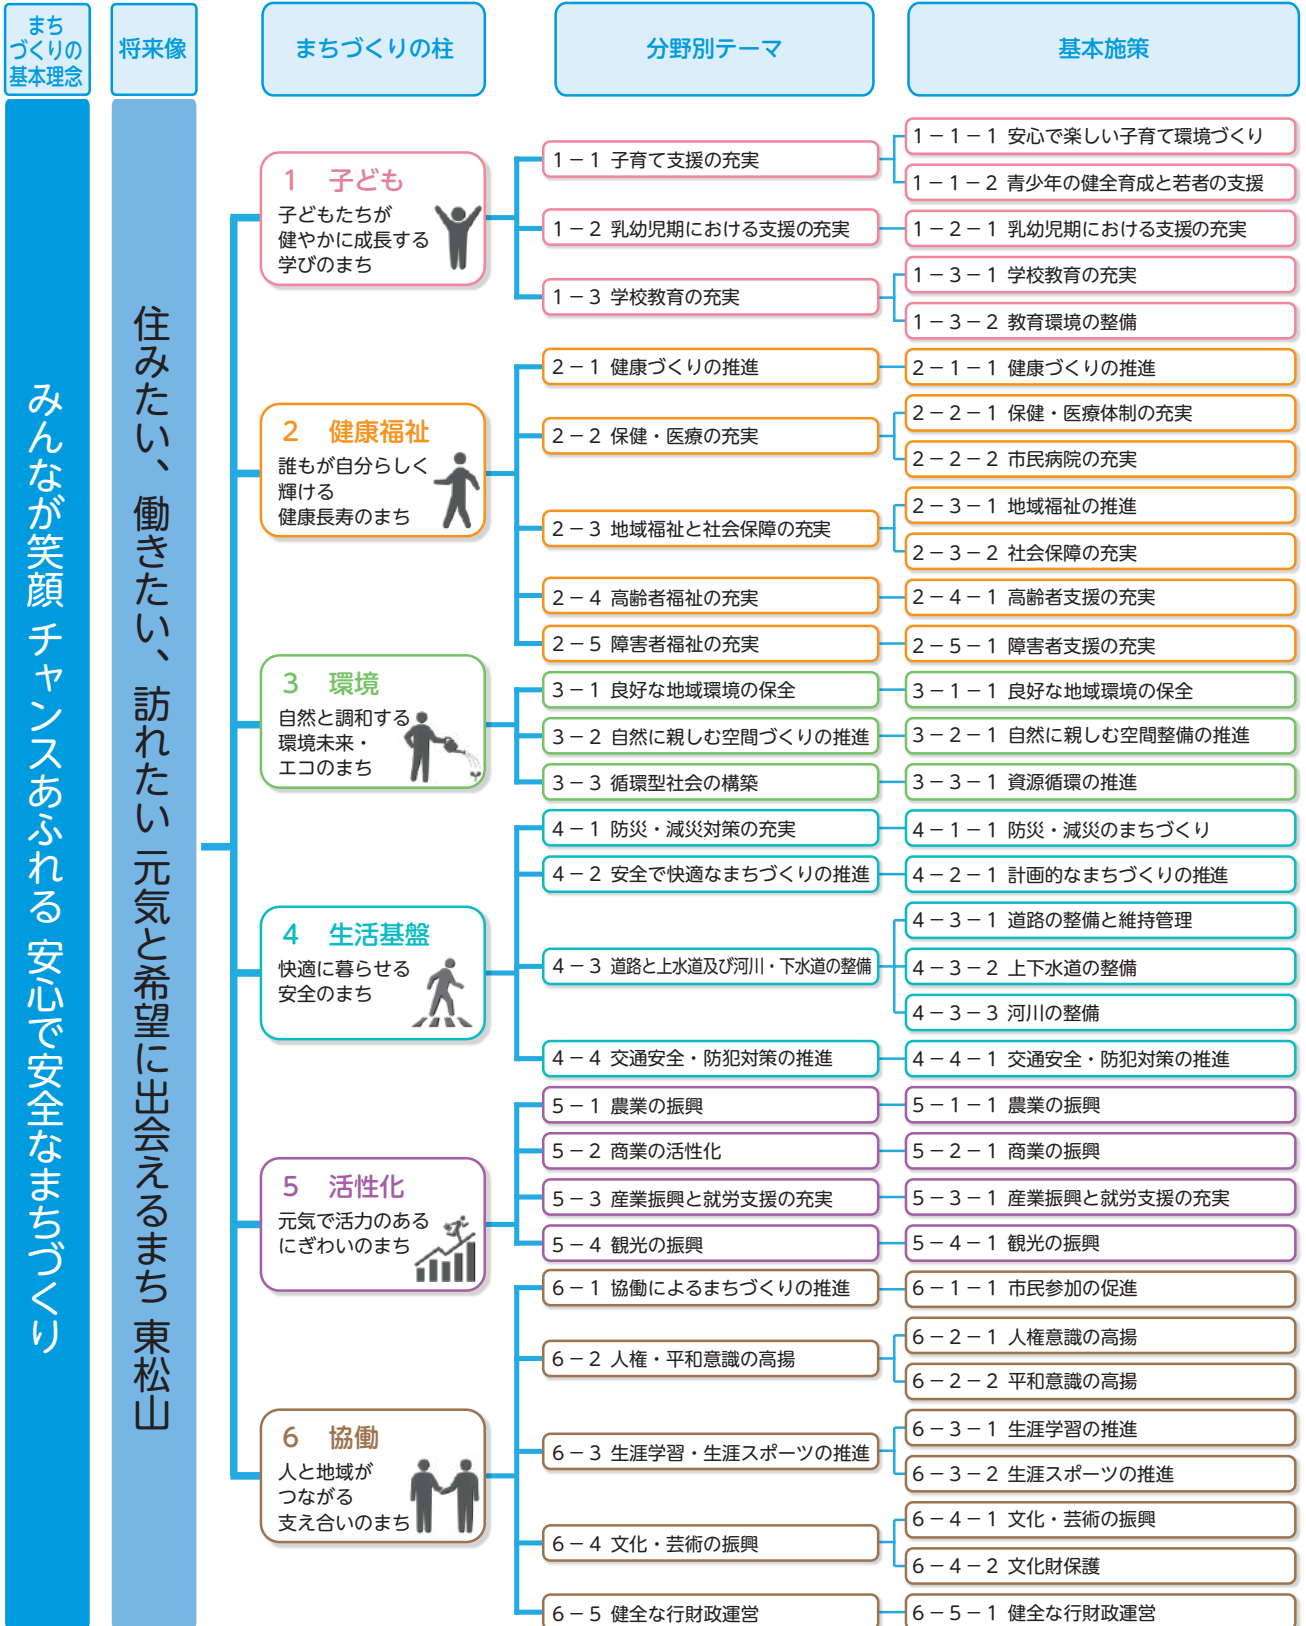 まち
づくりの
基本理念
将来像
まちづくりの柱
分野別テーマ
基本施策
みんなが笑顔 チャンスあふれる 安心で安全なまちづくり
住みたい、働きたい、訪れたい 元気と希望に出会えるまち 東松山
1 子ども
子どもたちが
健やかに成長する
学びのまち
1－1 子育て支援の充実
1－1－1 安心で楽しい子育て環境づくり
1－1－2 青少年の健全育成と若者の支援
1－2 乳幼児期における支援の充実
1－2－1 乳幼児期における支援の充実
1－3 学校教育の充実
1－3－1 学校教育の充実
1－3－2 教育環境の整備
2 健康福祉
誰もが自分らしく
輝ける
健康長寿のまち
2－1 健康づくりの推進
2－1－1 健康づくりの推進
2－2 保健・医療の充実
2－2－1 保健・医療体制の充実
2－2－2 市民病院の充実
2－3 地域福祉と社会保障の充実
2－3－1 地域福祉の推進
2－3－2 社会保障の充実
2－4 高齢者福祉の充実
2－4－1 高齢者支援の充実
2－5 障害者福祉の充実
2－5－1 障害者支援の充実
3 環境
自然と調和する
環境未来・
エコのまち
3－1 良好な地域環境の保全
3－1－1 良好な地域環境の保全
3－2 自然に親しむ空間づくりの推進
3－2－1 自然に親しむ空間整備の推進
3－3 循環型社会の構築
3－3－1 資源循環の推進
4 生活基盤
快適に暮らせる
安全のまち
4－1 防災・減災対策の充実
4－1－1 防災・減災のまちづくり
4－2 安全で快適なまちづくりの推進
4－2－1 計画的なまちづくりの推進
4－3 道路と上水道及び河川・下水道の整備
4－3－1 道路の整備と維持管理
4－3－2 上下水道の整備
4－3－3 河川の整備
4－4 交通安全・防犯対策の推進
4－4－1 交通安全・防犯対策の推進
5 活性化
元気で活力のある
にぎわいのまち
5－1 農業の振興
5－1－1 農業の振興
5－2 商業の活性化
5－2－1 商業の振興
5－3 産業振興と就労支援の充実
5－3－1 産業振興と就労支援の充実
5－4 観光の振興
5－4－1 観光の振興
6 協働
人と地域が
つながる
支え合いのまち
6－1 協働によるまちづくりの推進
6－1－1 市民参加の促進
6－2 人権・平和意識の高揚
6－2－1 人権意識の高揚
6－2－2 平和意識の高揚
6－3 生涯学習・生涯スポーツの推進
6－3－1 生涯学習の推進
6－3－2 生涯スポーツの推進
6－4 文化・芸術の振興
6－4－1 文化・芸術の振興
6－4－2 文化財保護
6－5 健全な行財政運営
6－5－1 健全な行財政運営